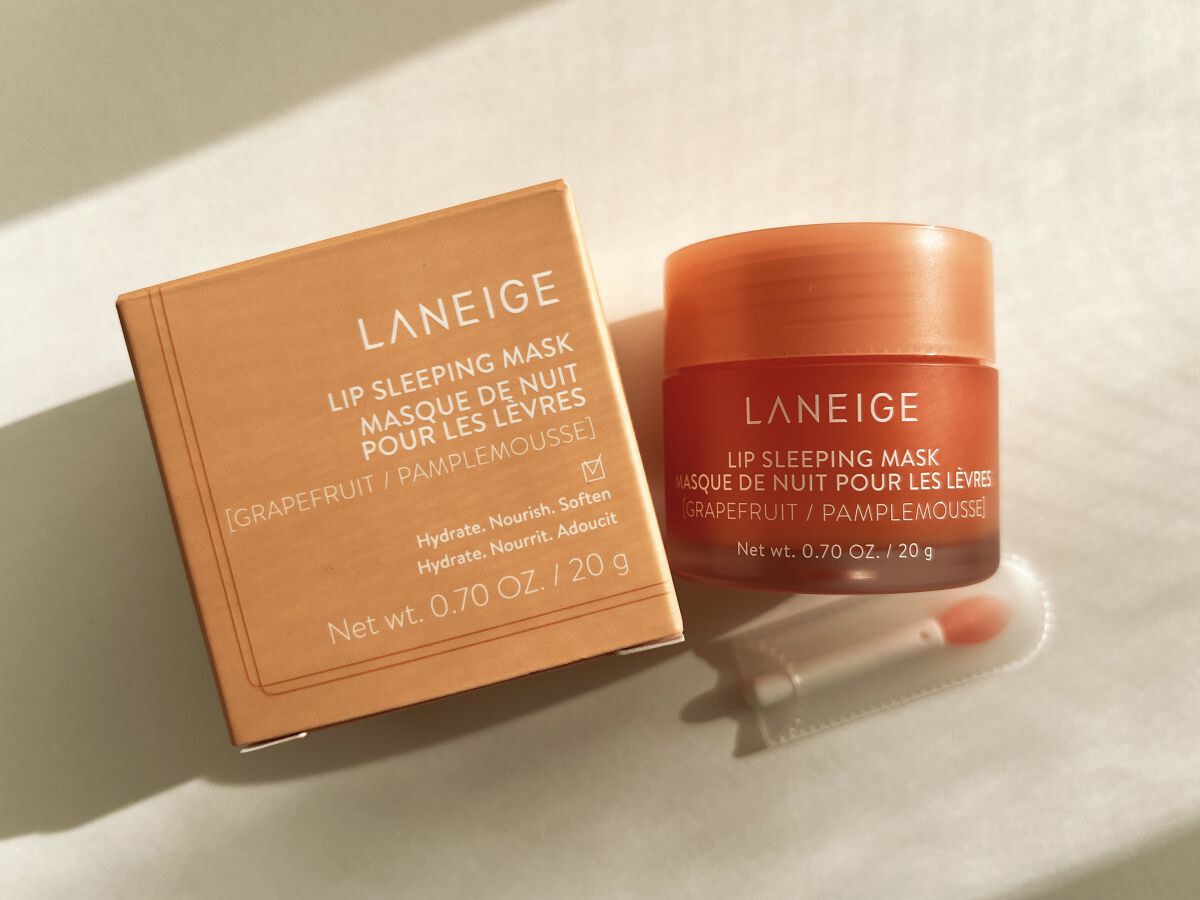 LANEIGE
LIP SLEEPING MASK
MASQUE DE NUIT
POUR LES LÈVRES
[GRAPEFRUIT / PAMPLEMOUSSE]
Hydrate. Nourish. Soften
Hydrate. Nourrit. Adoucit
Net wt. 0.70 OZ. / 20 g
LANEIGE
LIP SLEEPING MASK
MASQUE DE NUIT POUR LES LÈVRES
[GRAPEFRUIT / PAMPLEMOUSSE]
Net wt. 0.70 OZ. / 20 g